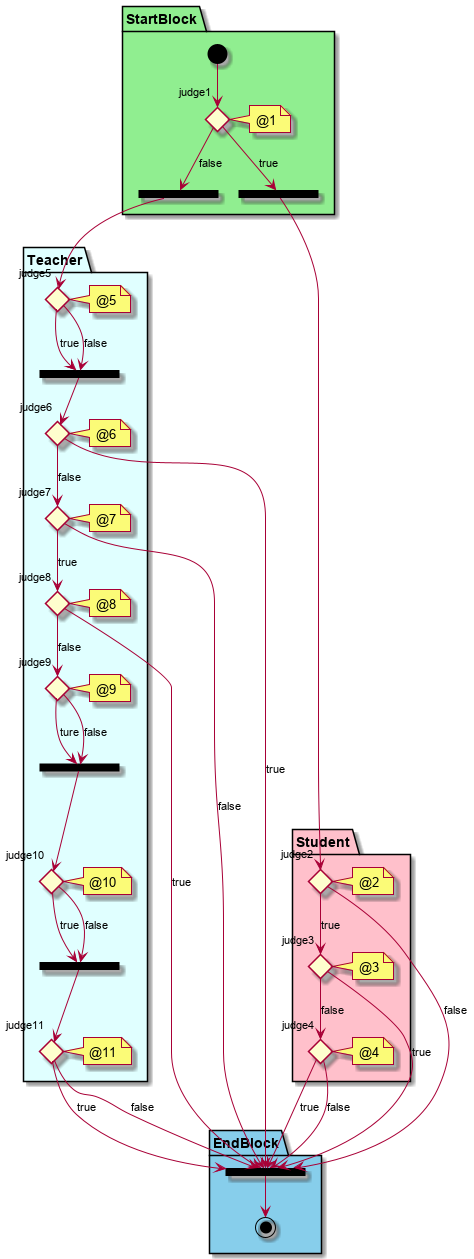 StartBlock
judge1
@1
false
true
Teacher
judge5
@5
true
false
judge6
@6
false
judge7
@7
true
judge8
@8
false
judge9
@9
ture
false
true
false
Student
judge10
judge2
@10
@2
true
false
true
true
judge3
@3
false
false
judge11
judge4
@11
@4
true
true
false
true
false
EndBlock